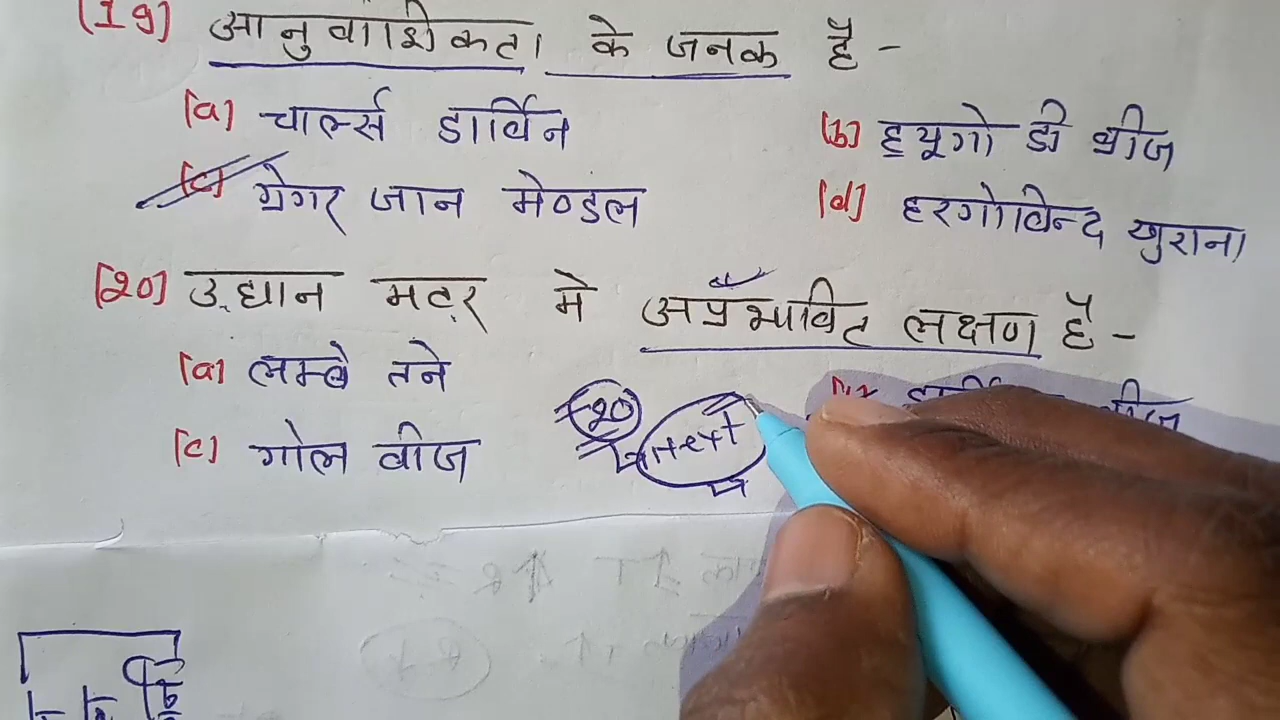 (19) आनुवांशिकता के जनक है -
(a) चार्ल्स डार्विन (b) ह्यूगो डी ब्रीज
(c) ग्रेगर जान मेण्डल (d) हरगोविन्द खुराना
(20) उद्यान मटर मे अप्रभावित लक्षण है -
(a) लम्बे तने
(c) गोल बीज
20 Next